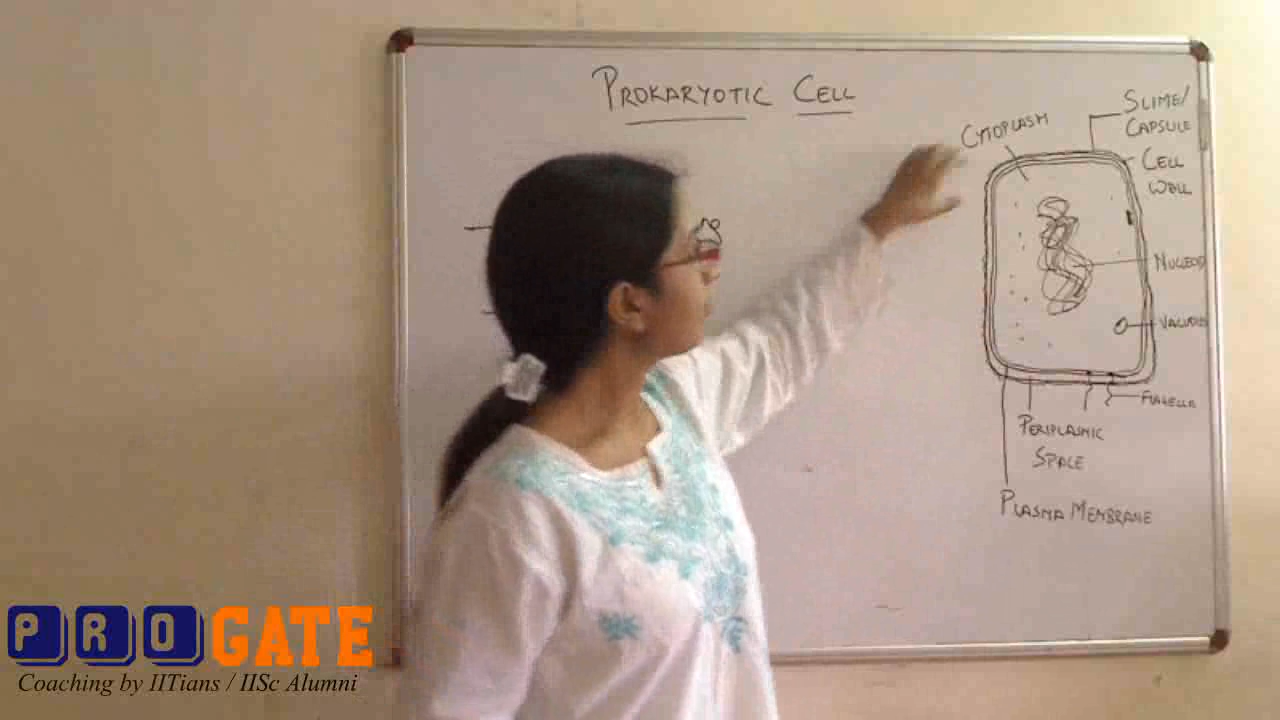 PROKARYOTIC CELL
SLIME/
CAPSULE
CYTOPLASM
CELL
WALL
NUCLEOID
VACUOLES
FLAGELLA
PERIPLASMIC
SPACE
PLASMA MEMBRANE
PROGATE
Coaching by IITians / IISc Alumni